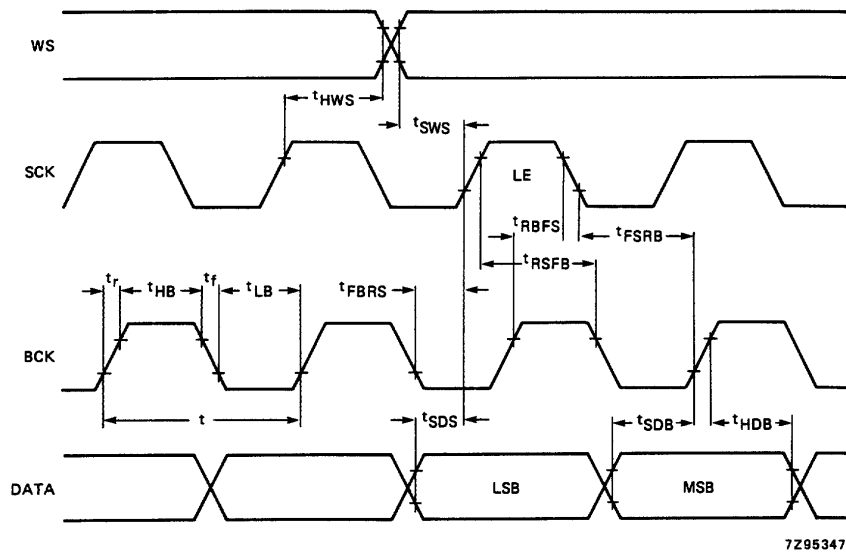 WS
tHWS
tSWS
SCK
LE
tRBFS
tFSRB
tRSFB
tr
tHB
tf
tLB
tFBRS
BCK
t
tSDS
tSDB
tHDB
DATA
LSB
MSB
7Z95347